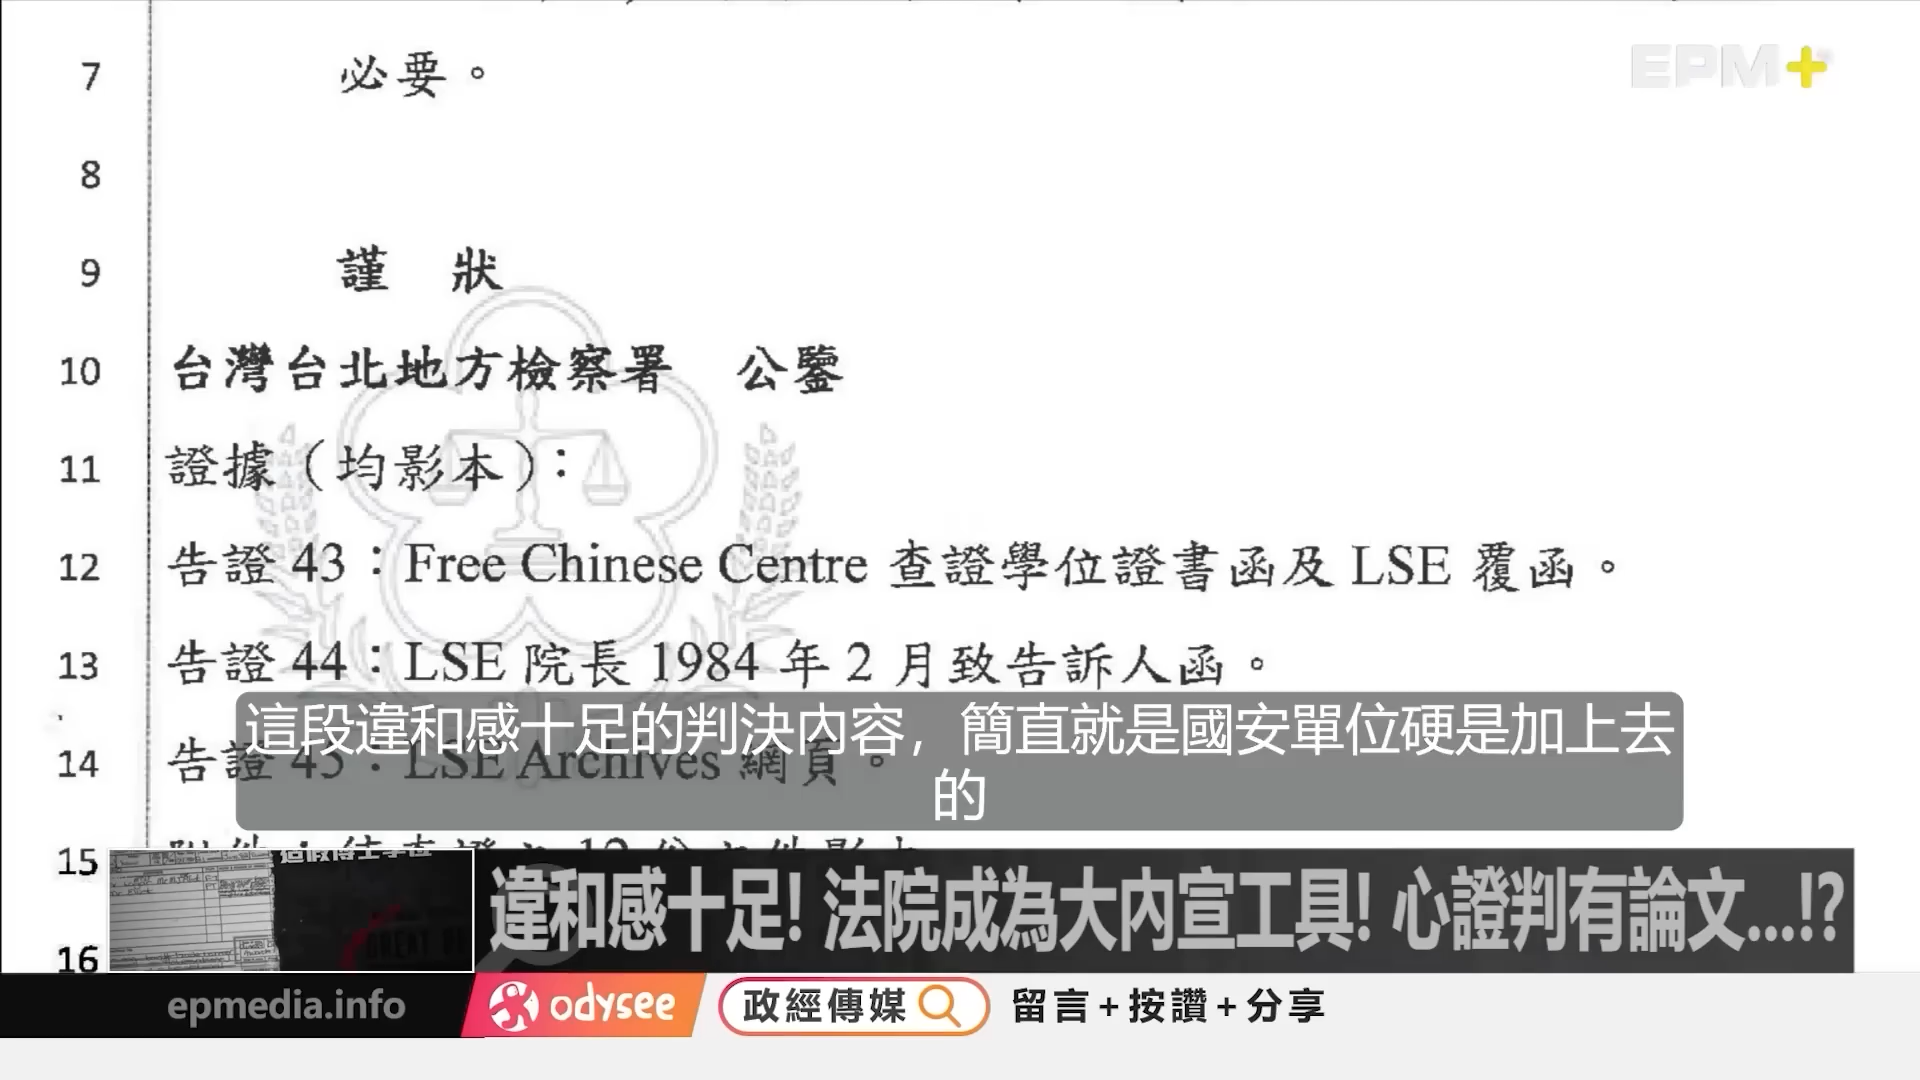 7 必要。
EPM+
8
9 謹 狀
10 台灣台北地方檢察署 公鑒
11 證據（均影本）：
12 告證 43：Free Chinese Centre 查證學位證書函及 LSE 覆函。
13 告證 44：LSE 院長 1984 年 2 月致告訴人函。
14 告證 45：LSE Archives 網頁。
這段違和感十足的判決內容，簡直就是國安單位硬是加上去
的
15
違和感十足! 法院成為大內宣工具! 心證判有論文...!?
16
epmedia.info odysee 政經傳媒 留言+按讚+分享